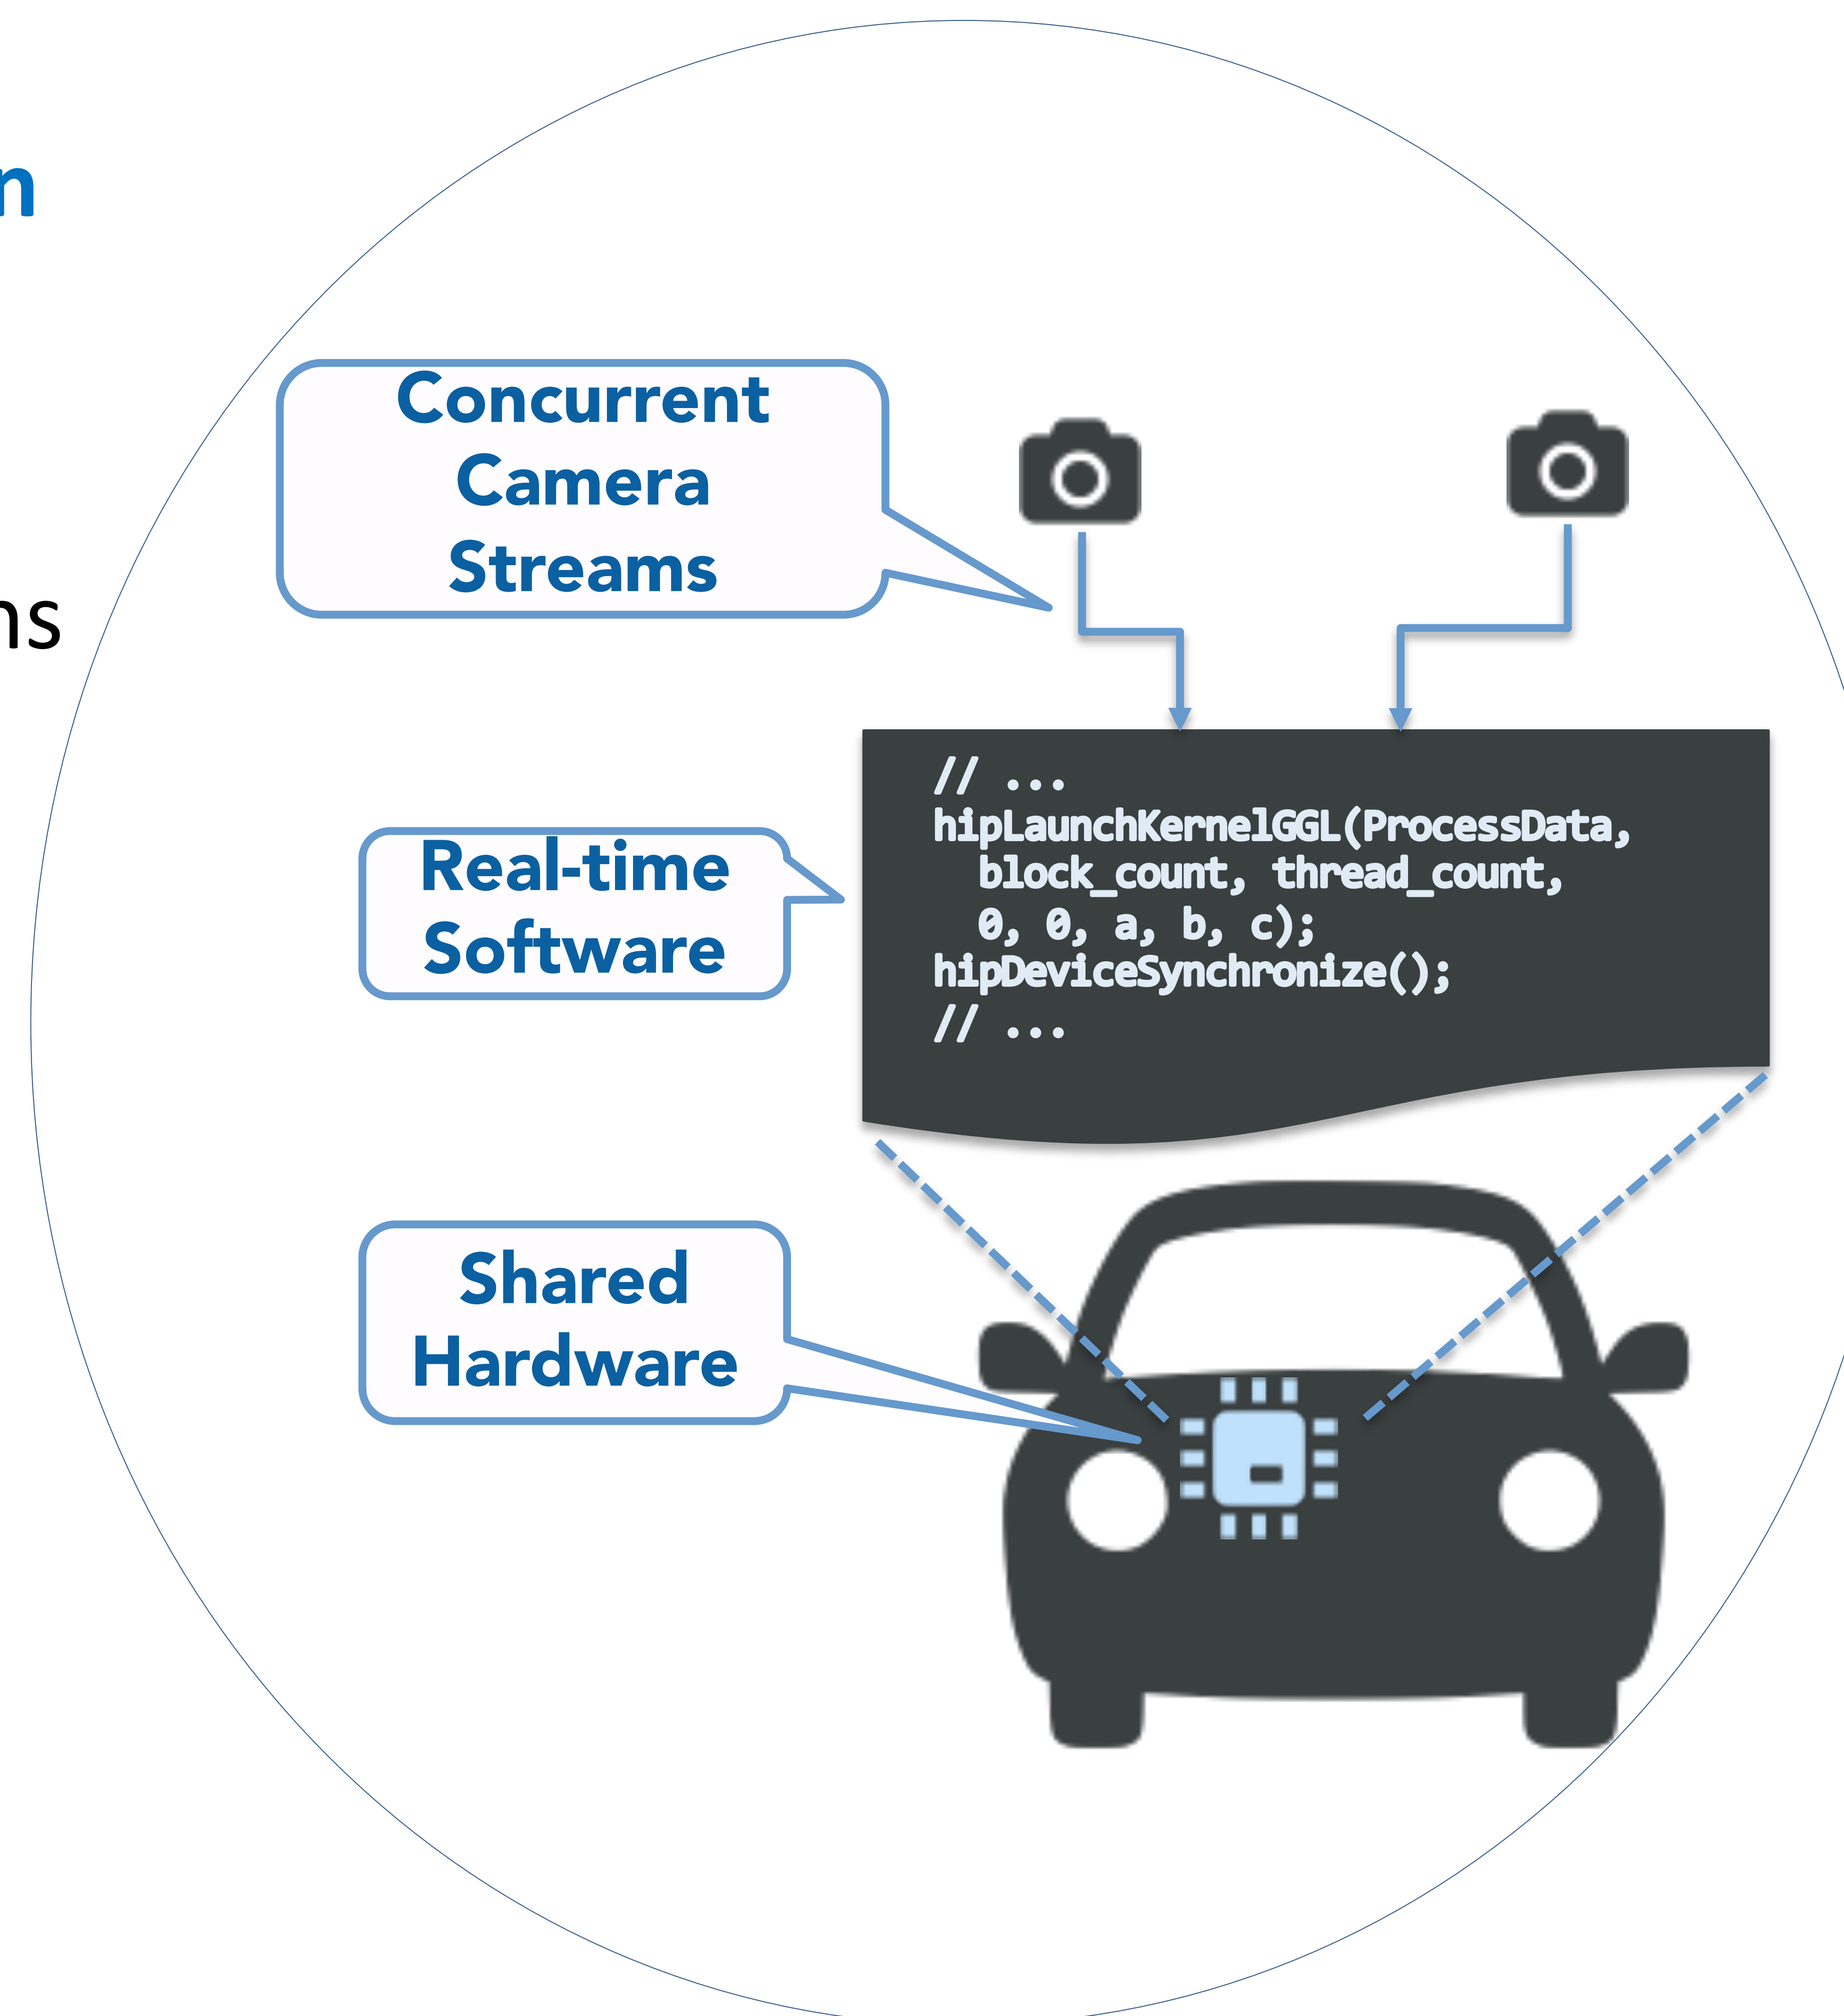 n
ns
Concurrent
Camera
Streams
// ...
hipLaunchKernelGGL(ProcessData,
  block_count, thread_count,
  0, 0, a, b, c);
hipDeviceSynchronize();
// ...
Real-time
Software
Shared
Hardware